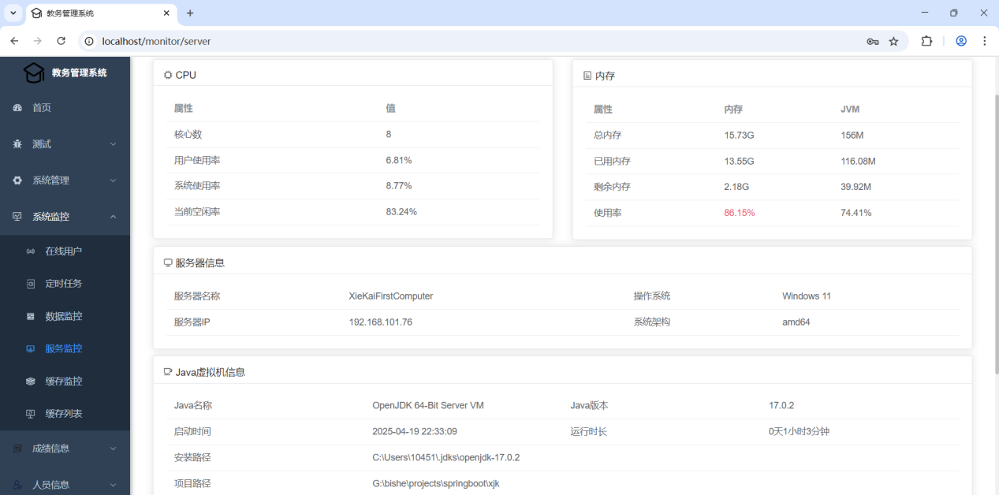 教务管理系统
localhost/monitor/server
教务管理系统
首页
测试
系统管理
系统监控
在线用户
定时任务
数据监控
服务监控
缓存监控
缓存列表
成绩信息
人员信息
CPU
属性 值
核心数 8
用户使用率 6.81%
系统使用率 8.77%
当前空闲率 83.24%
内存
属性 内存 JVM
总内存 15.73G 156M
已用内存 13.55G 116.08M
剩余内存 2.18G 39.92M
使用率 86.15% 74.41%
服务器信息
服务器名称 XieKaiFirstComputer 操作系统 Windows 11
服务器IP 192.168.101.76 系统架构 amd64
Java虚拟机信息
Java名称 OpenJDK 64-Bit Server VM Java版本 17.0.2
启动时间 2025-04-19 22:33:09 运行时长 0天1小时3分钟
安装路径 C:\Users\10451\.jdks\openjdk-17.0.2
项目路径 G:\bishe\projects\springboot\xjk